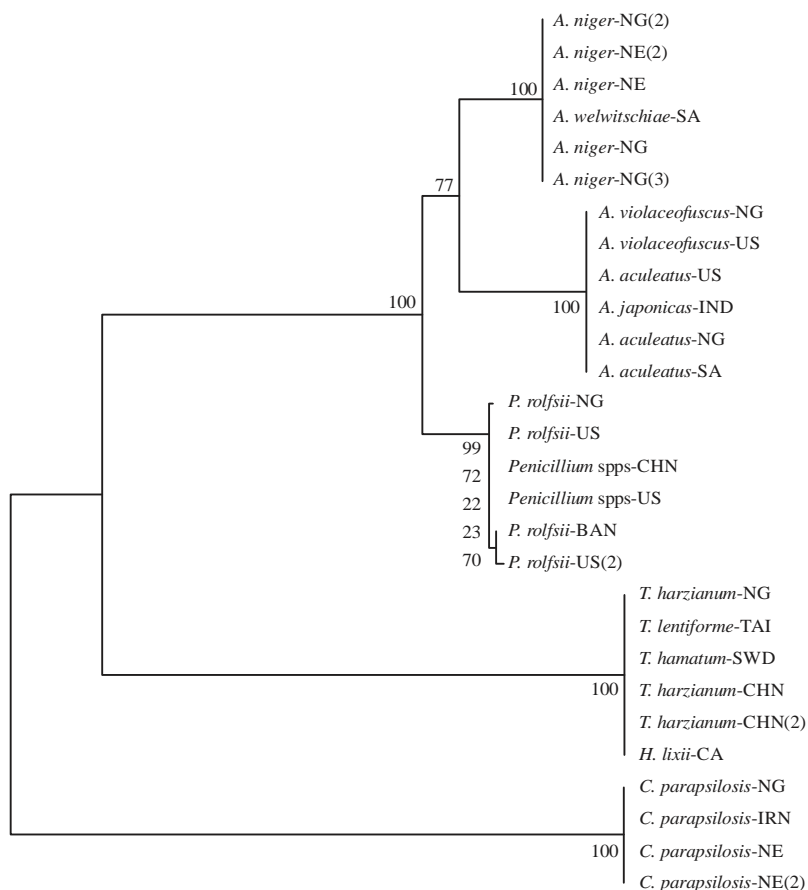 A. niger-NG(2)
A. niger-NE(2)
A. niger-NE
100
A. welwitschiae-SA
A. niger-NG
A. niger-NG(3)
77
A. violaceofuscus-NG
A. violaceofuscus-US
A. aculeatus-US
100
100
A. japonicas-IND
A. aculeatus-NG
A. aculeatus-SA
P. rolfsii-NG
P. rolfsii-US
99
Penicillium spps-CHN
72
Penicillium spps-US
22
P. rolfsii-BAN
23
P. rolfsii-US(2)
70
T. harzianum-NG
T. lentiforme-TAI
T. hamatum-SWD
T. harzianum-CHN
100
T. harzianum-CHN(2)
H. lixii-CA
C. parapsilosis-NG
C. parapsilosis-IRN
C. parapsilosis-NE
100
C. parapsilosis-NE(2)